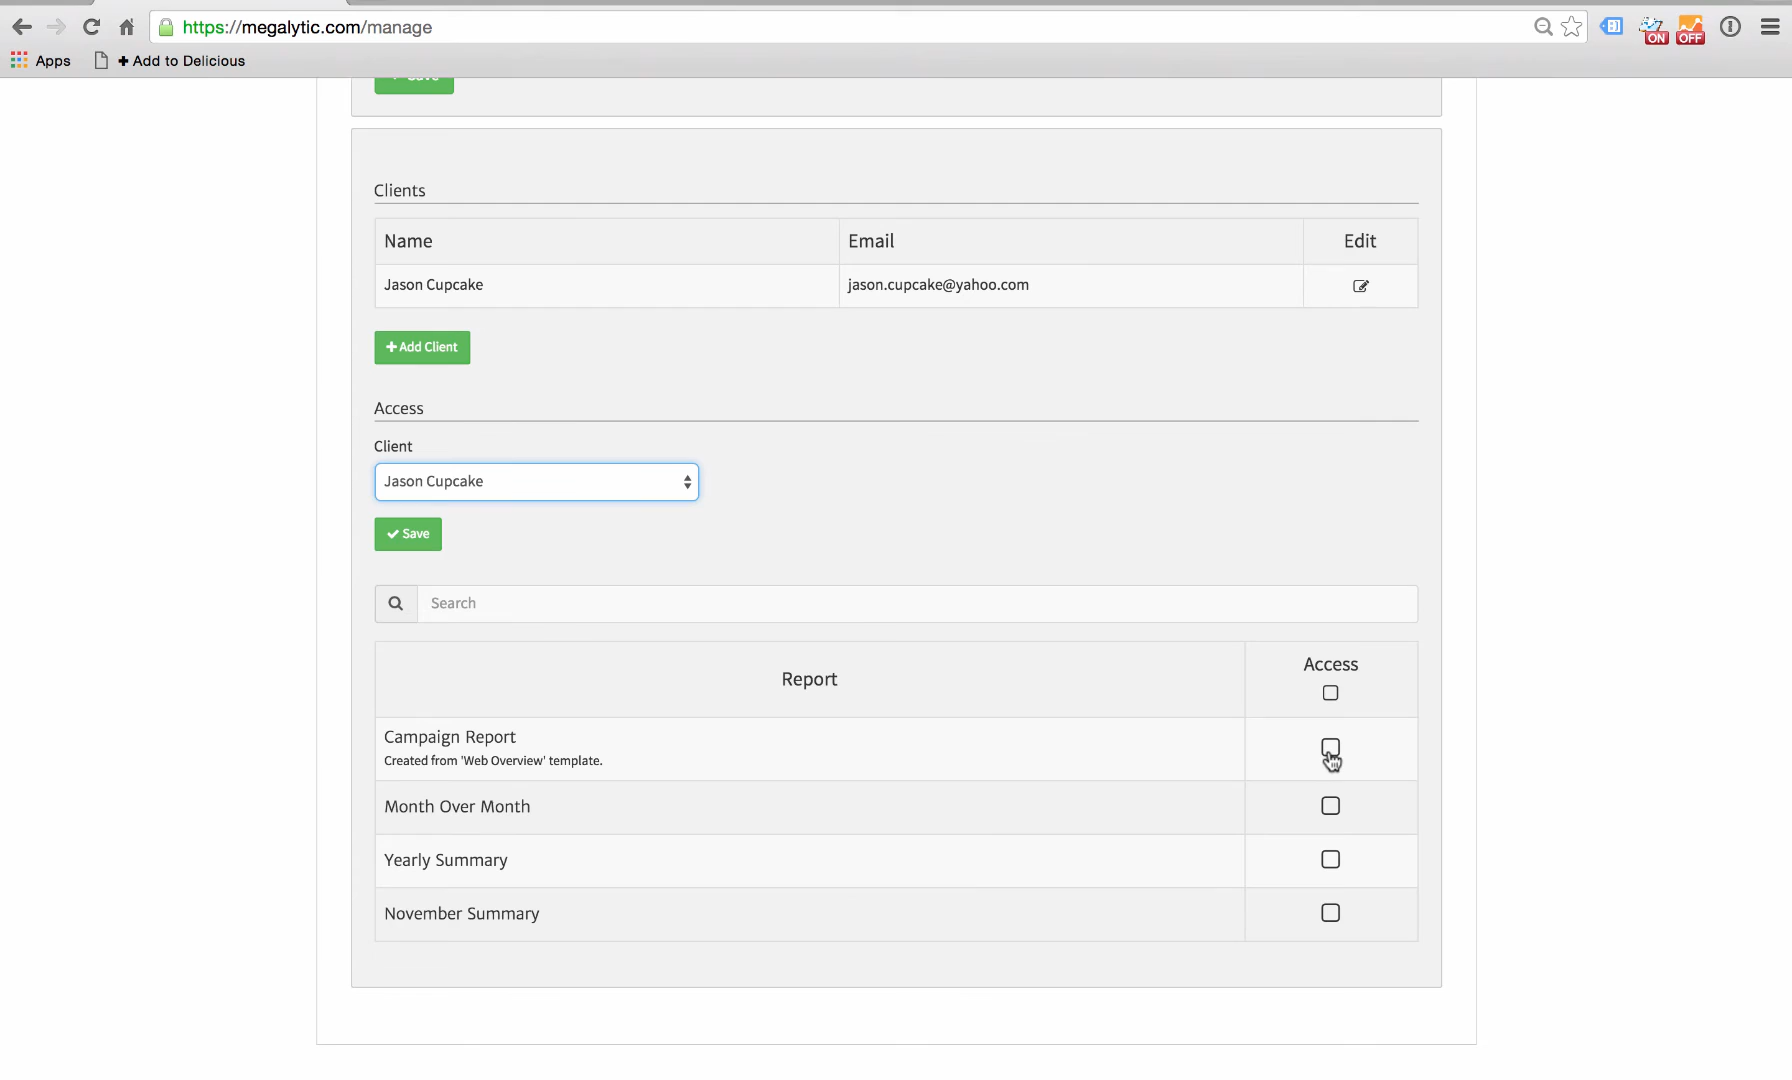 https://megalytic.com/manage
ON
OFF
Apps
+ Add to Delicious
Save
Clients
Name Email Edit
Jason Cupcake jason.cupcake@yahoo.com
+ Add Client
Access
Client
Jason Cupcake
Save
Search
Report Access
Campaign Report
Created from 'Web Overview' template.
Month Over Month
Yearly Summary
November Summary